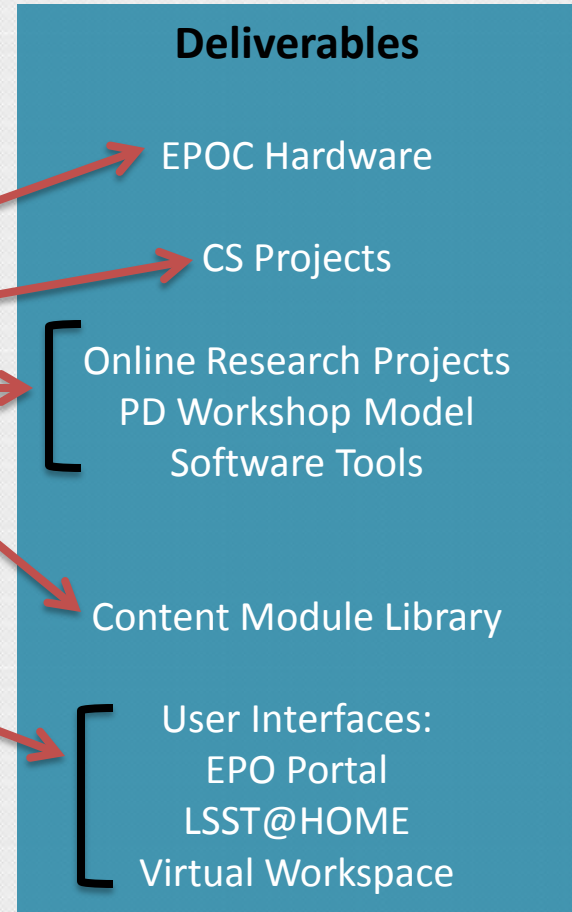 Deliverables
EPOC Hardware
CS Projects
Online Research Projects
PD Workshop Model
Software Tools
Content Module Library
User Interfaces:
EPO Portal
LSST@HOME
Virtual Workspace